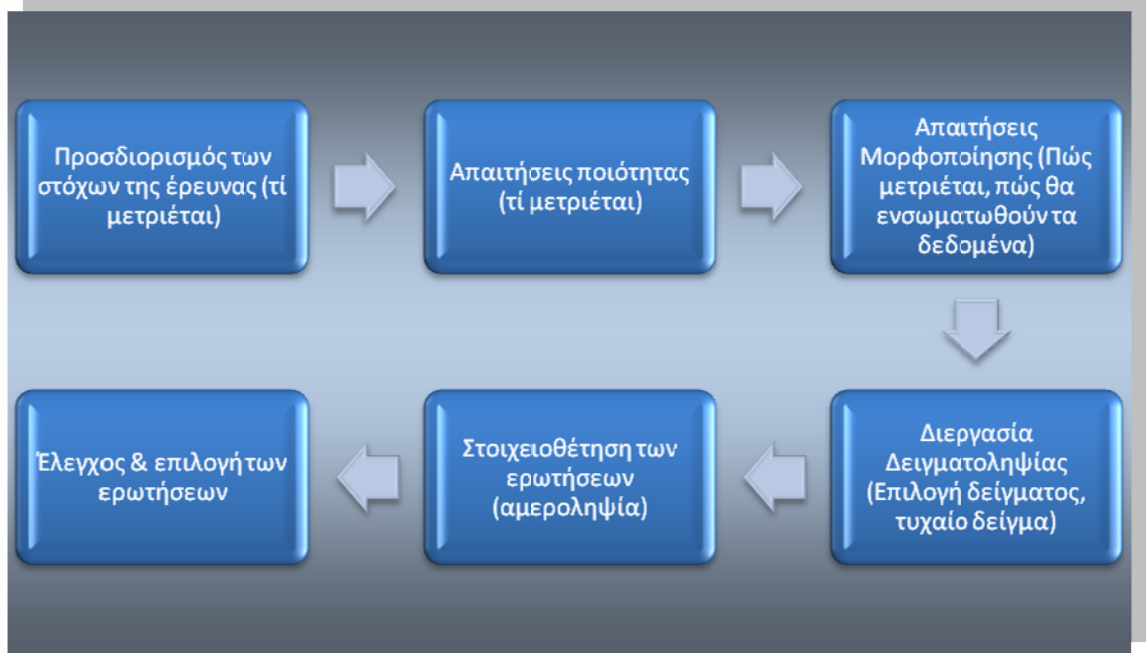 Προσδιορισμός των
στόχων της έρευνας (τί
μετριέται)
Απαιτήσεις ποιότητας
(τί μετριέται)
Απαιτήσεις
Μορφοποίησης (Πώς
μετριέται, πώς θα
ενσωματωθούν τα
δεδομένα)
Διεργασία
Δειγματοληψίας
(Επιλογή δείγματος,
τυχαίο δείγμα)
Στοιχειοθέτηση των
ερωτήσεων
(αμεροληψία)
Έλεγχος & επιλογή των
ερωτήσεων